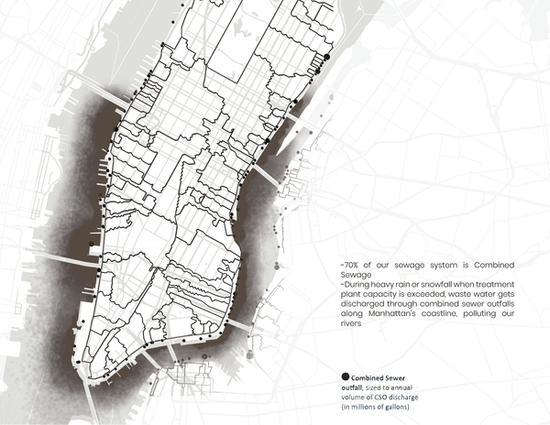 ~70% of our sewage system is Combined
Sewage
~During heavy rain or snowfall when treatment
plant capacity is exceeded, waste water gets
discharged through combined sewer outfalls
along Manhattan's coastline, polluting our
rivers
Combined Sewer
outfall, sized to annual
volume of CSO discharge
(in millions of gallons)